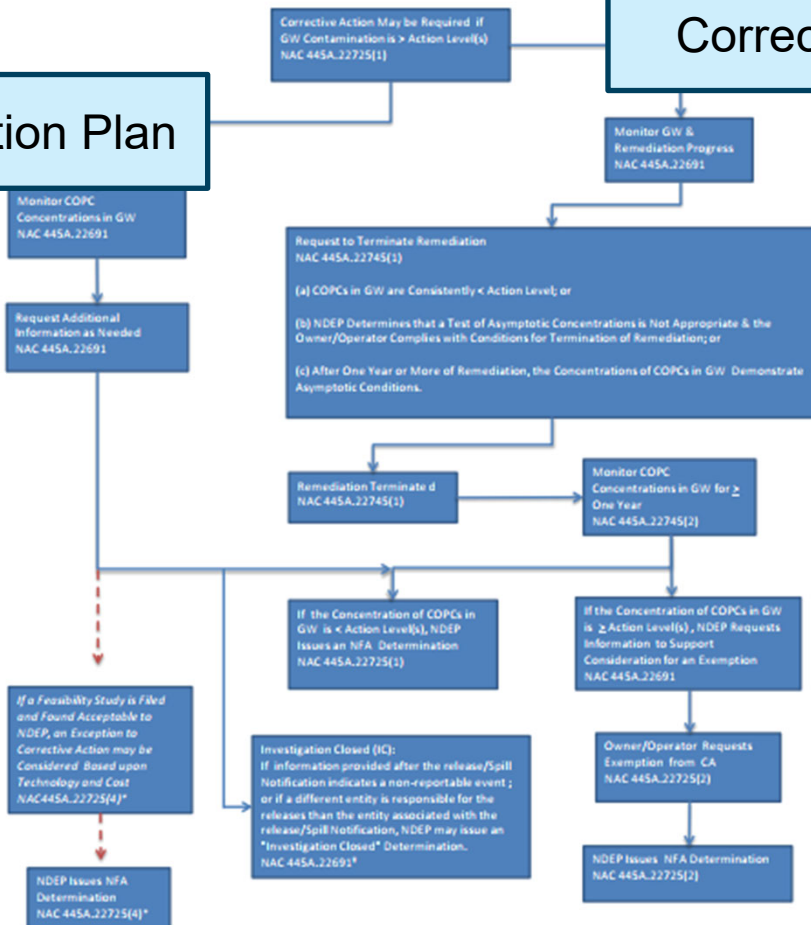 Corrective Action May be Required if
GW Contamination is > Action Level(s)
NAC 445A.22725(1)
Correc
tion Plan
Monitor GW &
Remediation Progress
NAC 445A.22691
Monitor COPC
Concentrations in GW
NAC 445A.22691
Request to Terminate Remediation
NAC 445A.22745(1)
(a) COPCs in GW are Consistently < Action Level; or
(b) NDEP Determines that a Test of Asymptotic Concentrations is Not Appropriate & the
Owner/Operator Complies with Conditions for Termination of Remediation; or
(c) After One Year or More of Remediation, the Concentrations of COPCs in GW Demonstrate
Asymptotic Conditions.
Request Additional
Information as Needed
NAC 445A.22691
Remediation Terminate d
NAC 445A.22745(1)
Monitor COPC
Concentrations in GW for ≥
One Year
NAC 445A.22745(2)
If the Concentration of COPCs in
GW is < Action Level(s), NDEP
Issues an NFA Determination
NAC 445A.22725(1)
If the Concentration of COPCs in GW
is ≥ Action Level(s) , NDEP Requests
Information to Support
Consideration for an Exemption
NAC 445A.22691
If a Feasibility Study is Filed
and Found Acceptable to
NDEP, an Exception to
Corrective Action may be
Considered Based upon
Technology and Cost
NAC445A.22725(4)*
Investigation Closed (IC):
If information provided after the release/Spill
Notification indicates a non-reportable event ;
or if a different entity is responsible for the
releases than the entity associated with the
release/Spill Notification, NDEP may issue an
"Investigation Closed" Determination.
NAC 445A.22691*
Owner/Operator Requests
Exemption from CA
NAC 445A.22725(2)
NDEP Issues NFA
Determination
NAC 445A.22725(4)*
NDEP Issues NFA Determination
NAC 445A.22725(2)